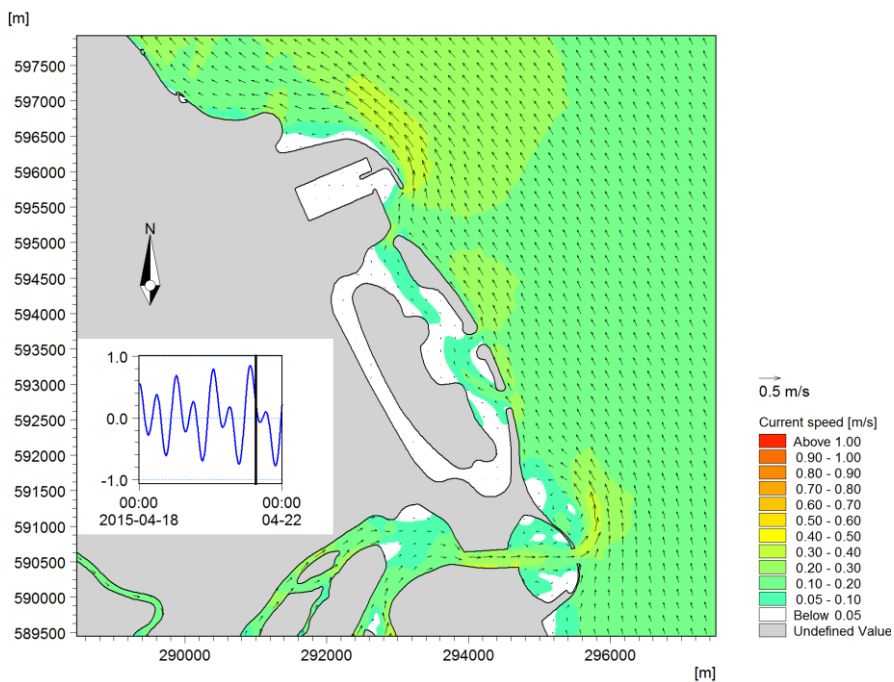 [m]
597500
597000
596500
596000
595500
595000
N
594500
594000
593500
1.0
593000
0.5 m/s
592500
0.0
Current speed [m/s]
Above 1.00
592000
0.90 - 1.00
-1.0
0.80 - 0.90
591500
00:00 00:00
0.70 - 0.80
2015-04-18 04-22
0.60 - 0.70
591000
0.50 - 0.60
0.40 - 0.50
590500
0.30 - 0.40
0.20 - 0.30
590000
0.10 - 0.20
0.05 - 0.10
589500
Below 0.05
Undefined Value
290000 292000 294000 296000
[m]